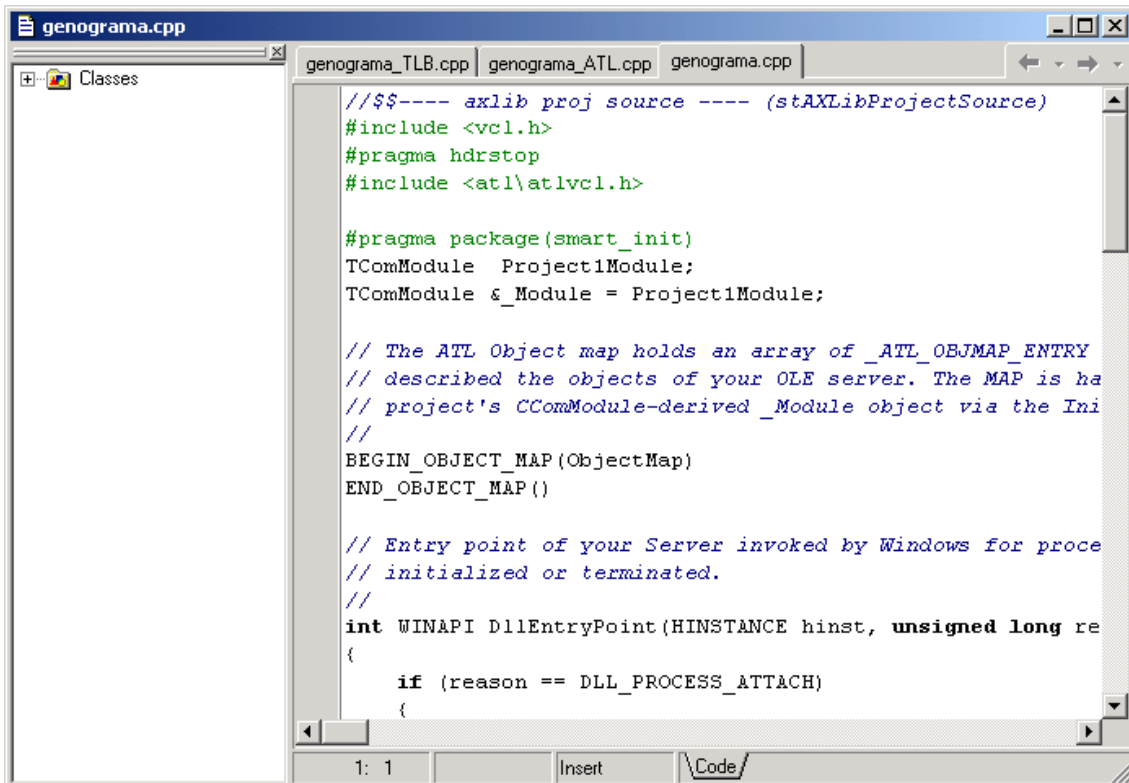 genograma.cpp
Classes
genograma_TLB.cpp genograma_ATL.cpp genograma.cpp
//$$---- axlib proj source ---- (stAXLibProjectSource)
#include <vcl.h>
#pragma hdrstop
#include <atl\atlvcl.h>
#pragma package(smart_init)
TComModule  Project1Module;
TComModule &_Module = Project1Module;
// The ATL Object map holds an array of _ATL_OBJMAP_ENTRY
// described the objects of your OLE server. The MAP is ha
// project's CComModule-derived _Module object via the Ini
//
BEGIN_OBJECT_MAP(ObjectMap)
END_OBJECT_MAP()
// Entry point of your Server invoked by Windows for proce
// initialized or terminated.
//
int WINAPI DllEntryPoint(HINSTANCE hinst, unsigned long re
{
    if (reason == DLL_PROCESS_ATTACH)
    {
1: 1 Insert \Code/